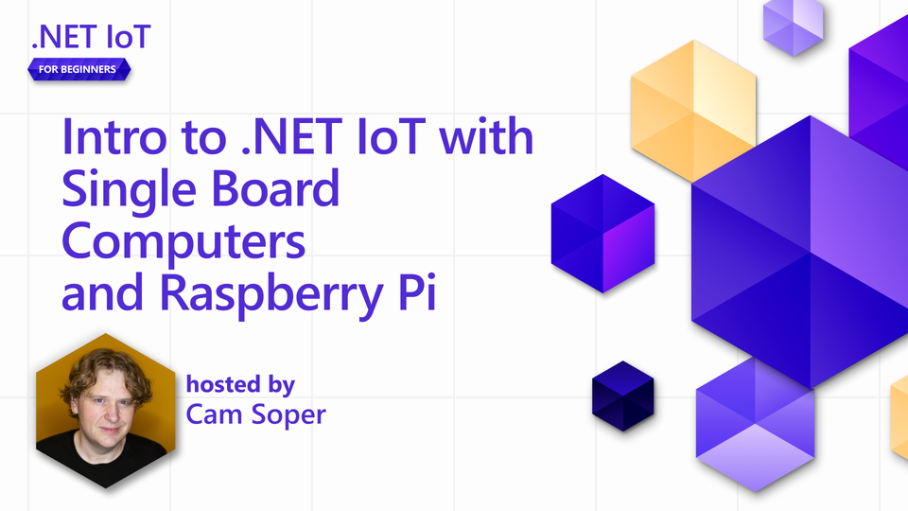 .NET IoT
FOR BEGINNERS
Intro to .NET IoT with
Single Board
Computers
and Raspberry Pi
hosted by
Cam Soper